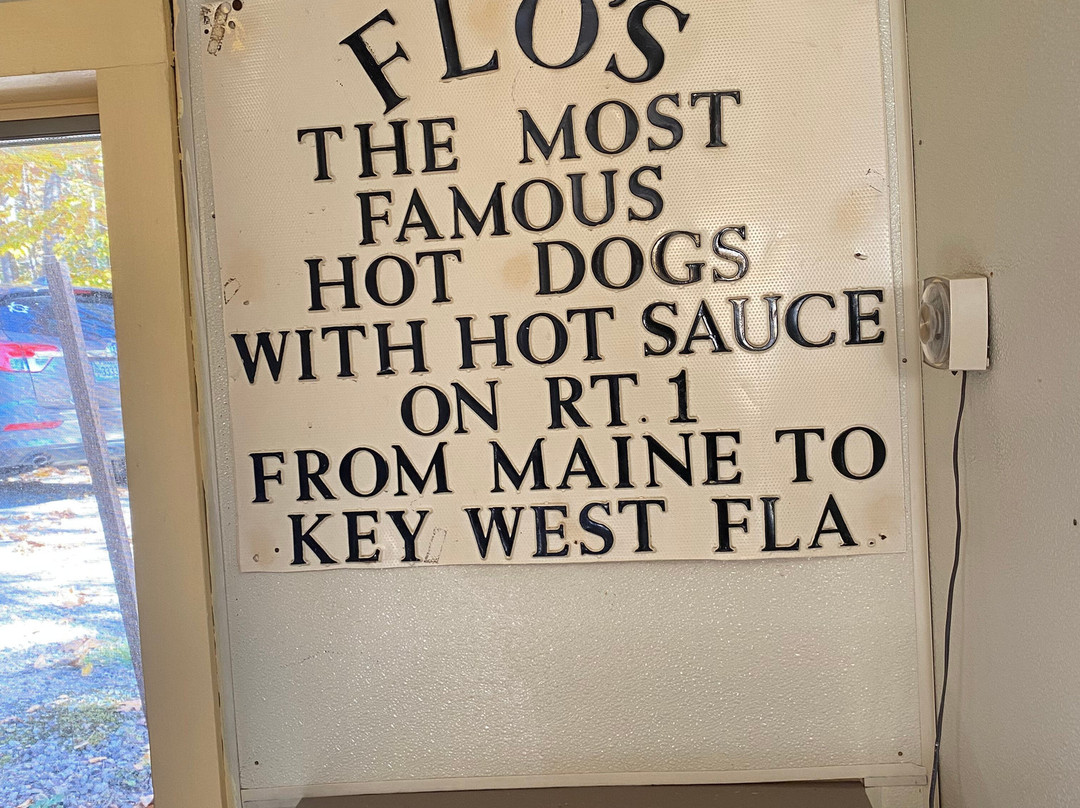 FLO'S
THE MOST
FAMOUS
HOT DOGS
WITH HOT SAUCE
ON RT. 1
FROM MAINE TO
KEY WEST FLA.